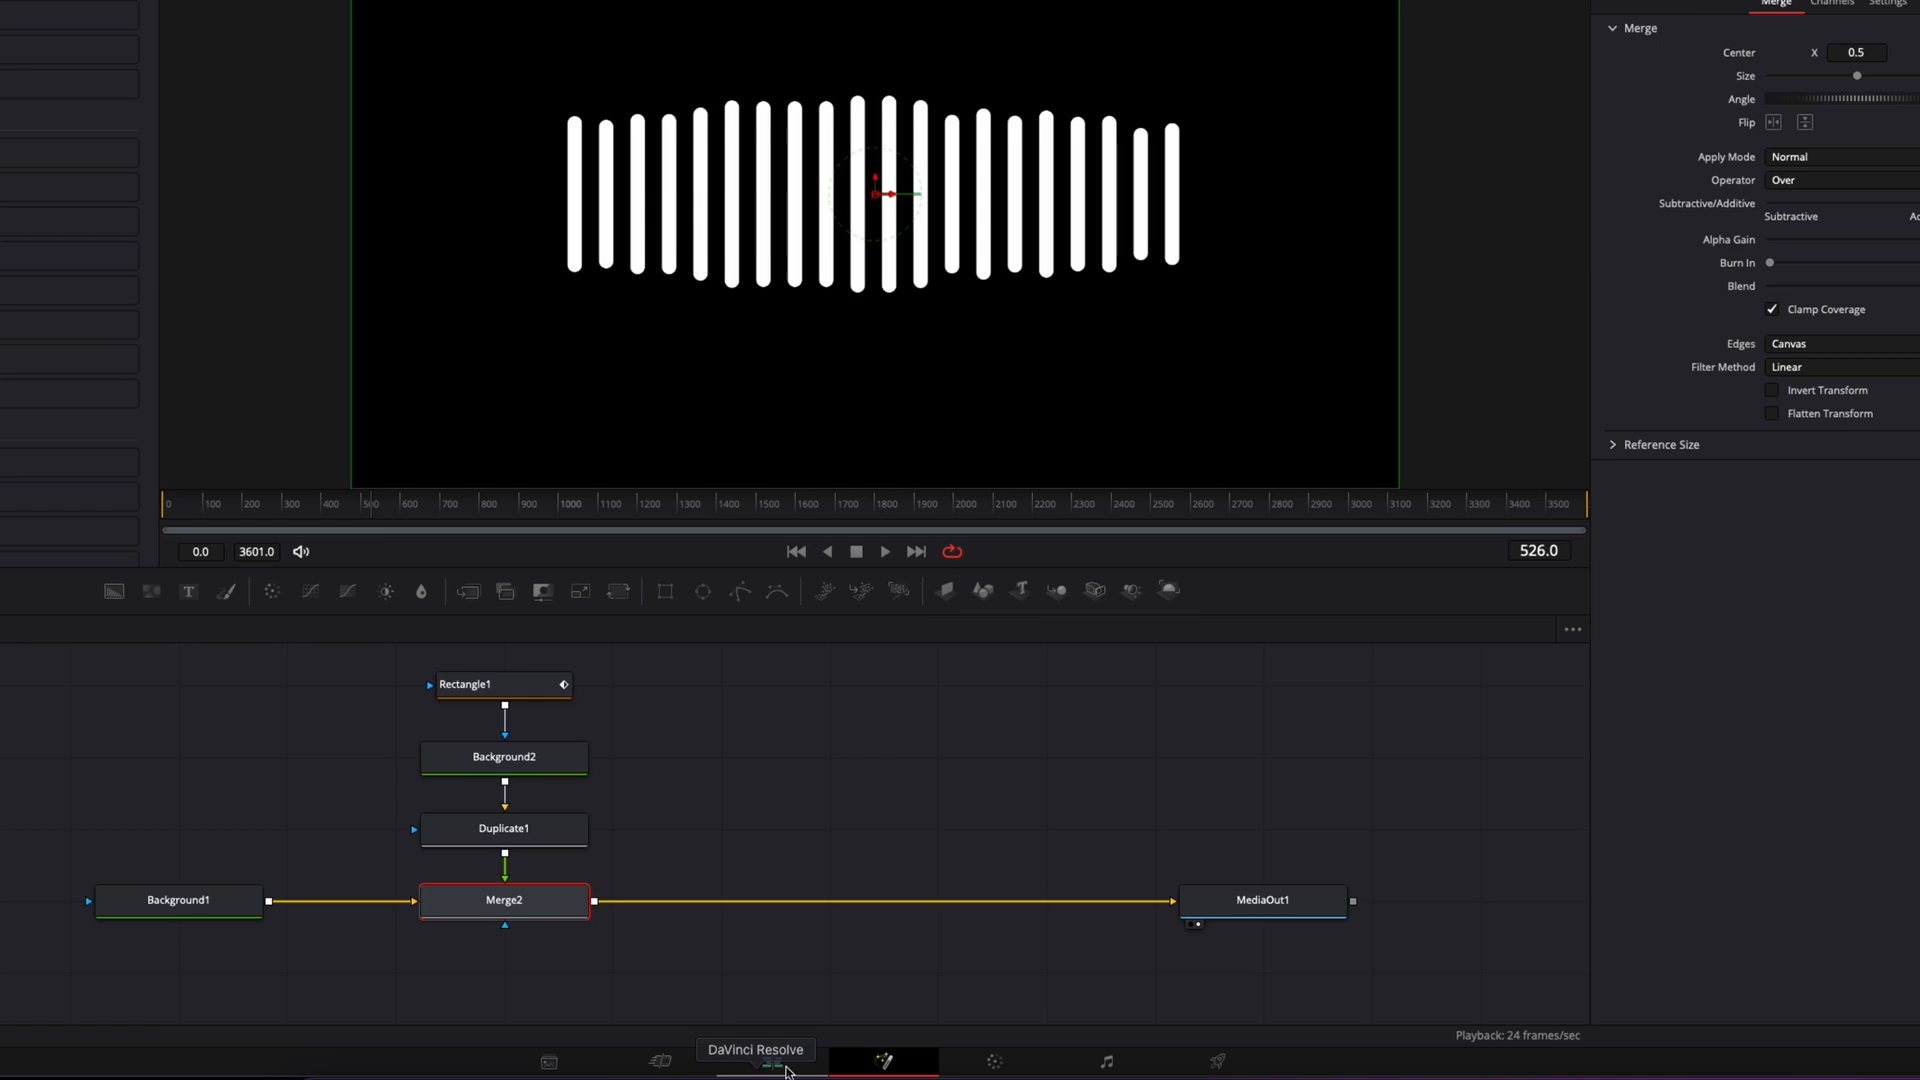 Merge Channels Settings
Merge
Center X 0.5
Size
Angle
Flip
Apply Mode Normal
Operator Over
Subtractive/Additive
Subtractive
Alpha Gain
Burn In
Blend
Clamp Coverage
Edges Canvas
Filter Method Linear
Invert Transform
Flatten Transform
Reference Size
0 100 200 300 400 500 600 700 800 900 1000 1100 1200 1300 1400 1500 1600 1700 1800 1900 2000 2100 2200 2300 2400 2500 2600 2700 2800 2900 3000 3100 3200 3300 3400 3500
0.0 3601.0 526.0
T
Rectangle1
Background2
Duplicate1
Background1 Merge2 MediaOut1
Playback: 24 frames/sec
DaVinci Resolve